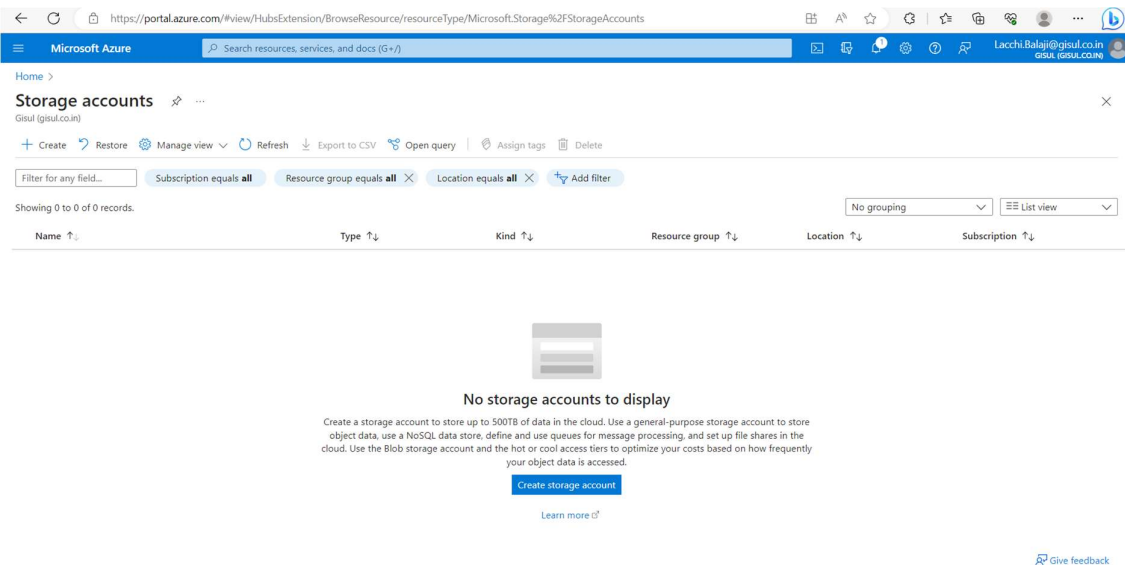 https://portal.azure.com/#view/HubsExtension/BrowseResource/resourceType/Microsoft.Storage%2FStorageAccounts
Microsoft Azure
Search resources, services, and docs (G+/)
1
Lacchi.Balaji@gisul.co.in
GISUL (GISUL.CO.IN)
Home >
Storage accounts
Gisul (gisul.co.in)
Create Restore Manage view Refresh Export to CSV Open query Assign tags Delete
Filter for any field... Subscription equals all Resource group equals all Location equals all Add filter
Showing 0 to 0 of 0 records. No grouping List view
Name Type Kind Resource group Location Subscription
No storage accounts to display
Create a storage account to store up to 500TB of data in the cloud. Use a general-purpose storage account to store
object data, use a NoSQL data store, define and use queues for message processing, and set up file shares in the
cloud. Use the Blob storage account and the hot or cool access tiers to optimize your costs based on how frequently
your object data is accessed.
Create storage account
Learn more
Give feedback